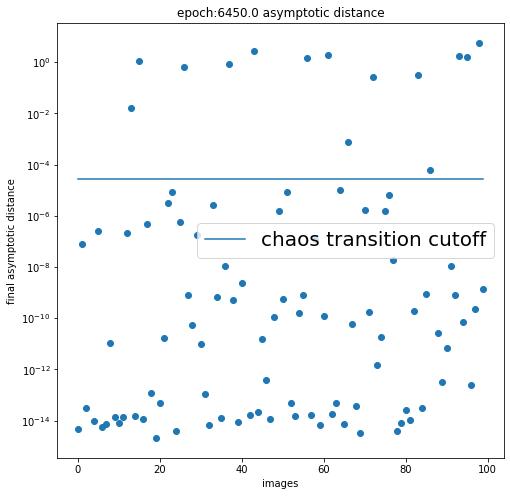 epoch:6450.0 asymptotic distance
final asymptotic distance
10⁰
10⁻²
10⁻⁴
10⁻⁶
10⁻⁸
10⁻¹⁰
10⁻¹²
10⁻¹⁴
chaos transition cutoff
0 20 40 60 80 100
images